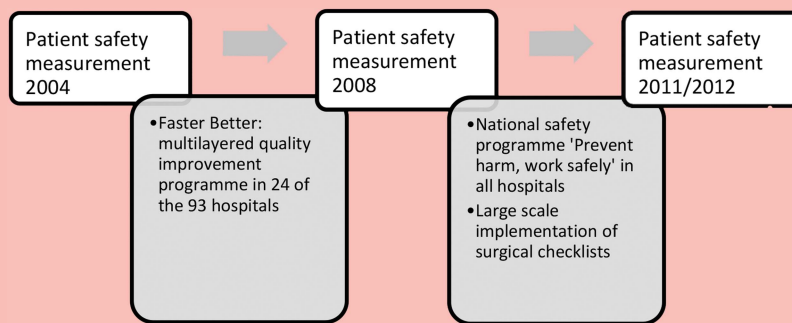 Patient safety
measurement
2004
Patient safety
measurement
2008
Patient safety
measurement
2011/2012
•Faster Better:
multilayered quality
improvement
programme in 24 of
the 93 hospitals
•National safety
programme 'Prevent
harm, work safely' in
all hospitals
•Large scale
implementation of
surgical checklists